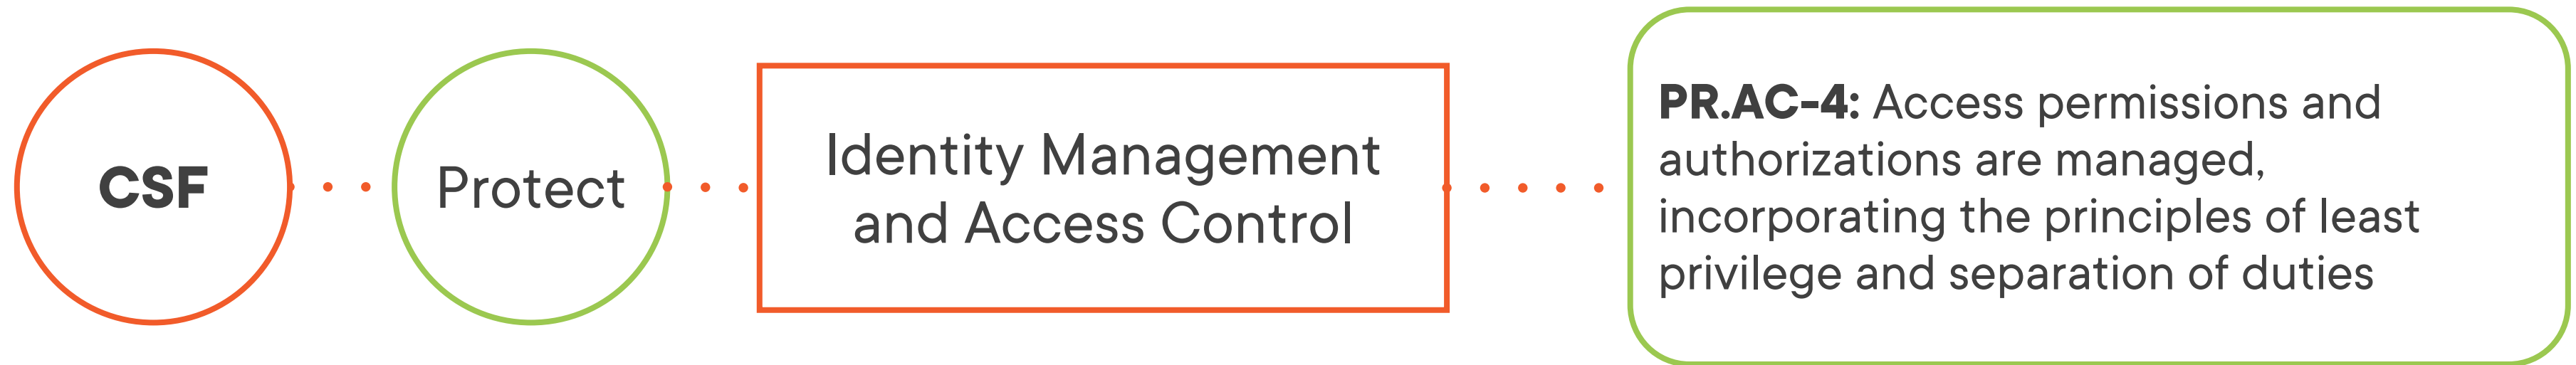 CSF
Protect
Identity Management
and Access Control
PR.AC-4: Access permissions and
authorizations are managed,
incorporating the principles of least
privilege and separation of duties